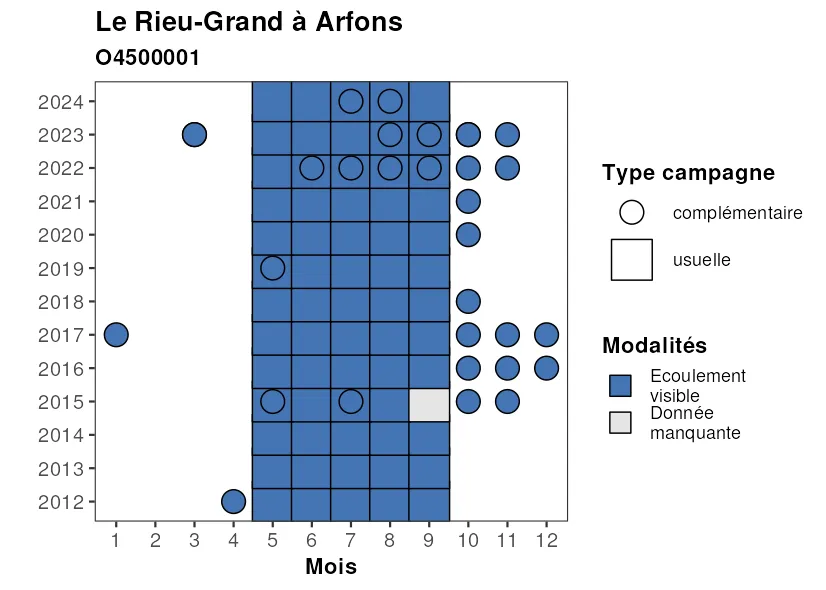 Le Rieu-Grand à Arfons
O4500001
2024
2023
2022
2021
2020
2019
2018
2017
2016
2015
2014
2013
2012
1 2 3 4 5 6 7 8 9 10 11 12
Mois
Type campagne
complémentaire
usuelle
Modalités
Ecoulement
visible
Donnée
manquante